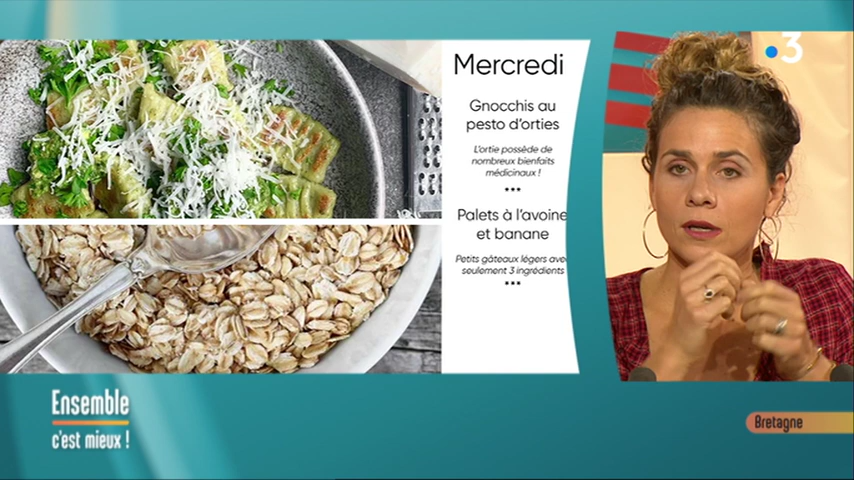 3
Mercredi
Gnocchis au
pesto d'orties
L'ortie possède de
nombreux bienfaits
médicinaux !
•••
Palets à l'avoine
et banane
Petits gâteaux légers avec
seulement 3 ingrédients
•••
Ensemble
c'est mieux !
Bretagne